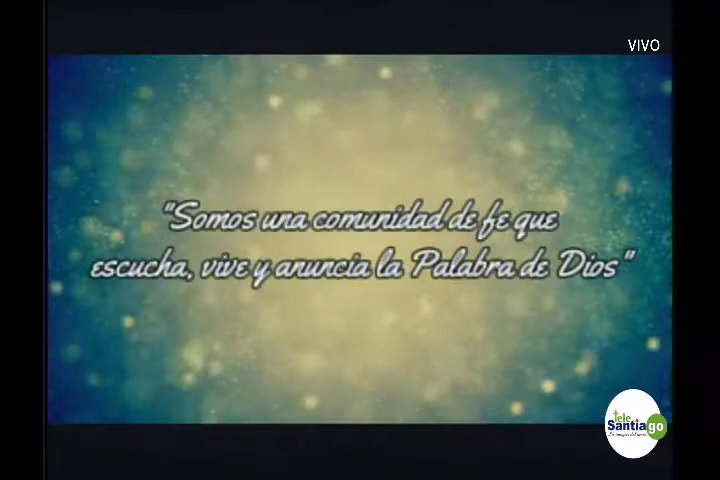 VIVO
"Somos una comunidad de fe que
escucha, vive y anuncia la Palabra de Dios"
tele
Santiago